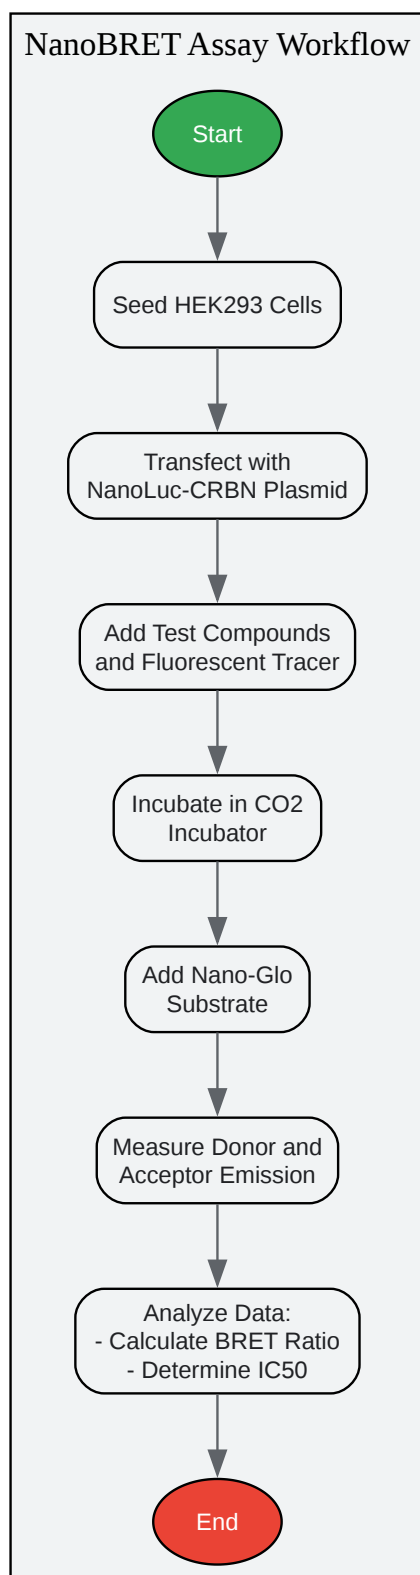 NanoBRET Assay Workflow
Start
Seed HEK293 Cells
Transfect with
NanoLuc-CRBN Plasmid
Add Test Compounds
and Fluorescent Tracer
Incubate in CO2
Incubator
Add Nano-Glo
Substrate
Measure Donor and
Acceptor Emission
Analyze Data:
- Calculate BRET Ratio
- Determine IC50
End